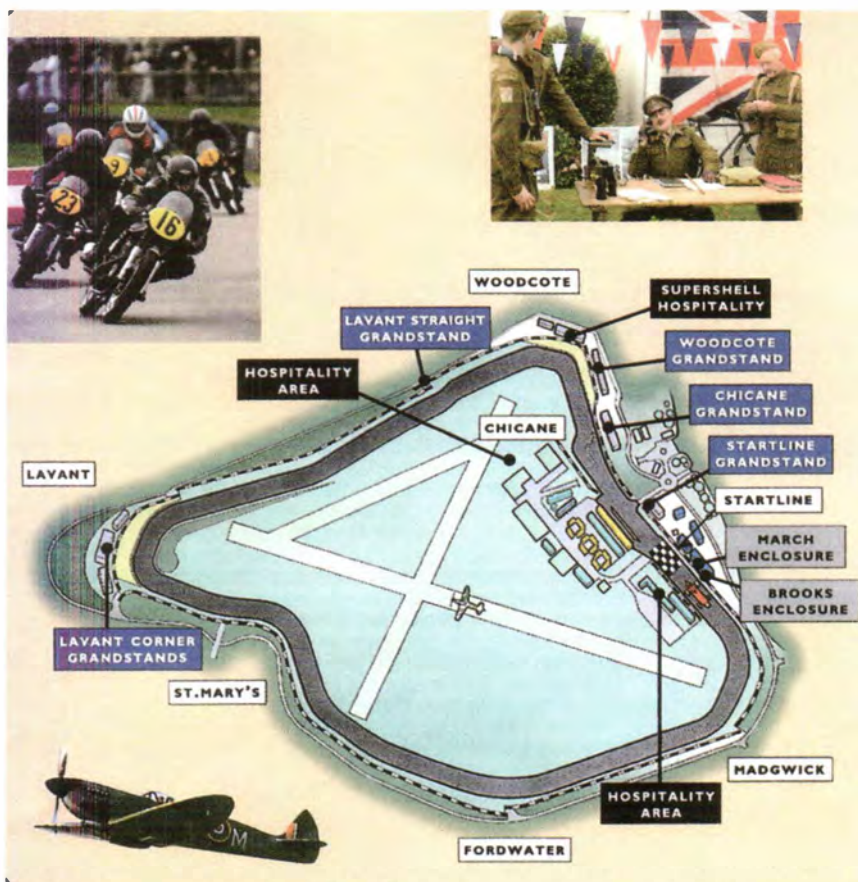 23
9
4
16
WOODCOTE
SUPERSHELL
HOSPITALITY
LAVANT STRAIGHT
GRANDSTAND
WOODCOTE
GRANDSTAND
HOSPITALITY
AREA
CHICANE
GRANDSTAND
CHICANE
STARTLINE
GRANDSTAND
LAVANT
STARTLINE
MARCH
ENCLOSURE
BROOKS
ENCLOSURE
LAVANT CORNER
GRANDSTANDS
ST.MARY'S
MADGWICK
HOSPITALITY
AREA
M
FORDWATER